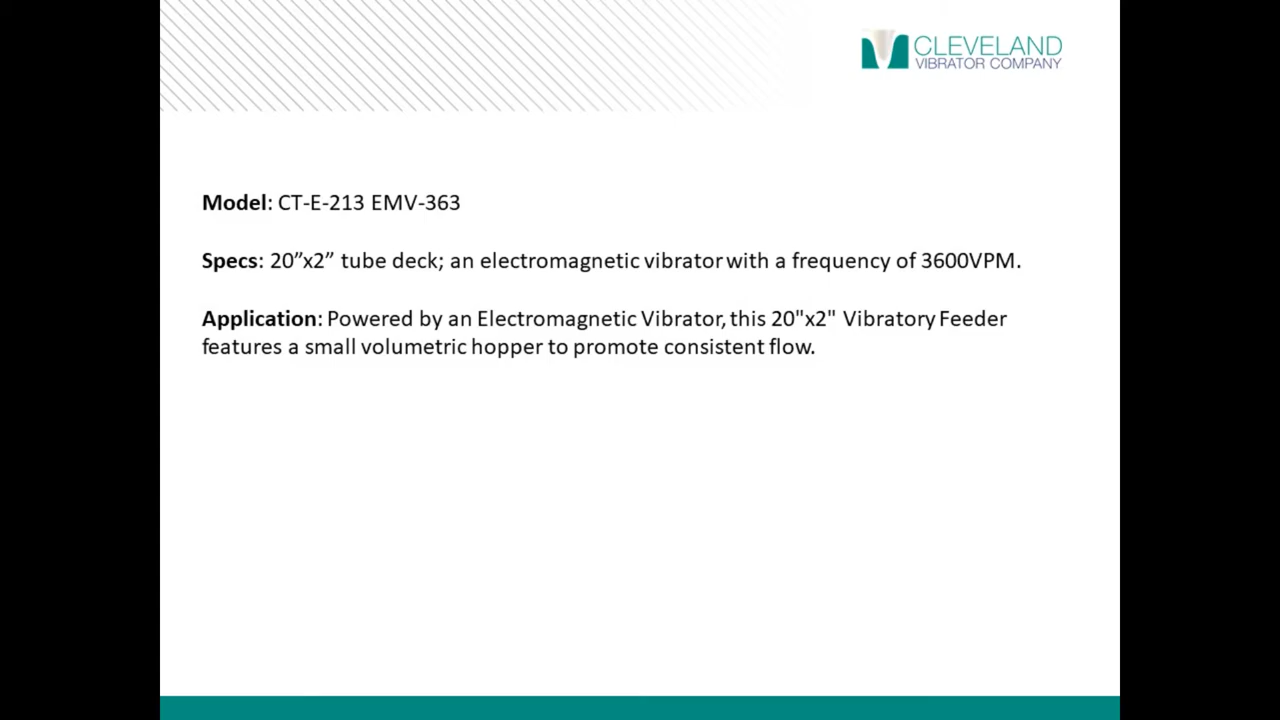 CLEVELAND
VIBRATOR COMPANY
Model: CT-E-213 EMV-363
Specs: 20”x2” tube deck; an electromagnetic vibrator with a frequency of 3600VPM.
Application: Powered by an Electromagnetic Vibrator, this 20"x2" Vibratory Feeder
features a small volumetric hopper to promote consistent flow.